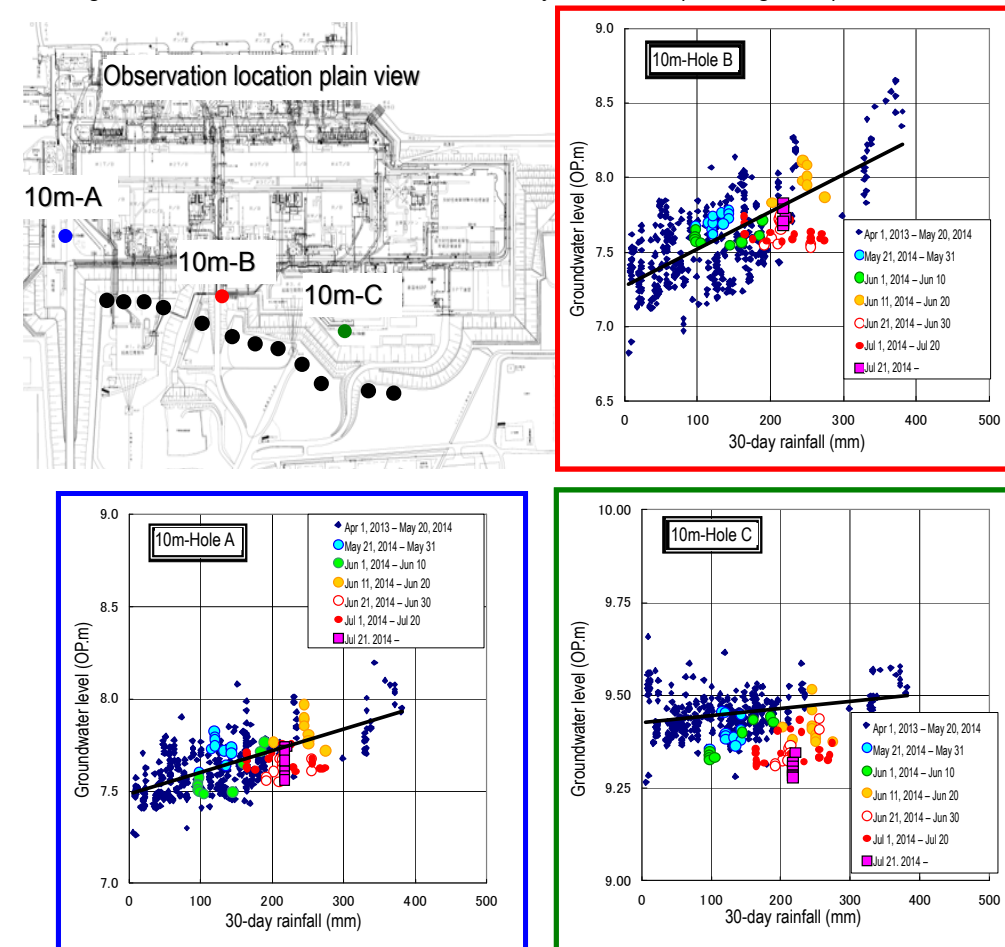 Observation location plain view
10m-A
10m-B
10m-C
10m-Hole B
Groundwater level (OP.m)
9.0
8.5
8.0
7.5
7.0
6.5
0 100 200 300 400 500
30-day rainfall (mm)
Apr 1, 2013 – May 20, 2014
May 21, 2014 – May 31
Jun 1, 2014 – Jun 10
Jun 11, 2014 – Jun 20
Jun 21, 2014 – Jun 30
Jul 1, 2014 – Jul 20
Jul 21, 2014 –
10m-Hole A
Groundwater level (OP.m)
9.0
8.5
8.0
7.5
7.0
0 100 200 300 400 500
30-day rainfall (mm)
Apr 1, 2013 – May 20, 2014
May 21, 2014 – May 31
Jun 1, 2014 – Jun 10
Jun 11, 2014 – Jun 20
Jun 21, 2014 – Jun 30
Jul 1, 2014 – Jul 20
Jul 21. 2014 –
10m-Hole C
Groundwater level (OP.m)
10.00
9.75
9.50
9.25
9.00
0 100 200 300 400 500
30-day rainfall (mm)
Apr 1, 2013 – May 20, 2014
May 21, 2014 – May 31
Jun 1, 2014 – Jun 10
Jun 11, 2014 – Jun 20
Jun 21, 2014 – Jun 30
Jul 1, 2014 – Jul 20
Jul 21. 2014 –